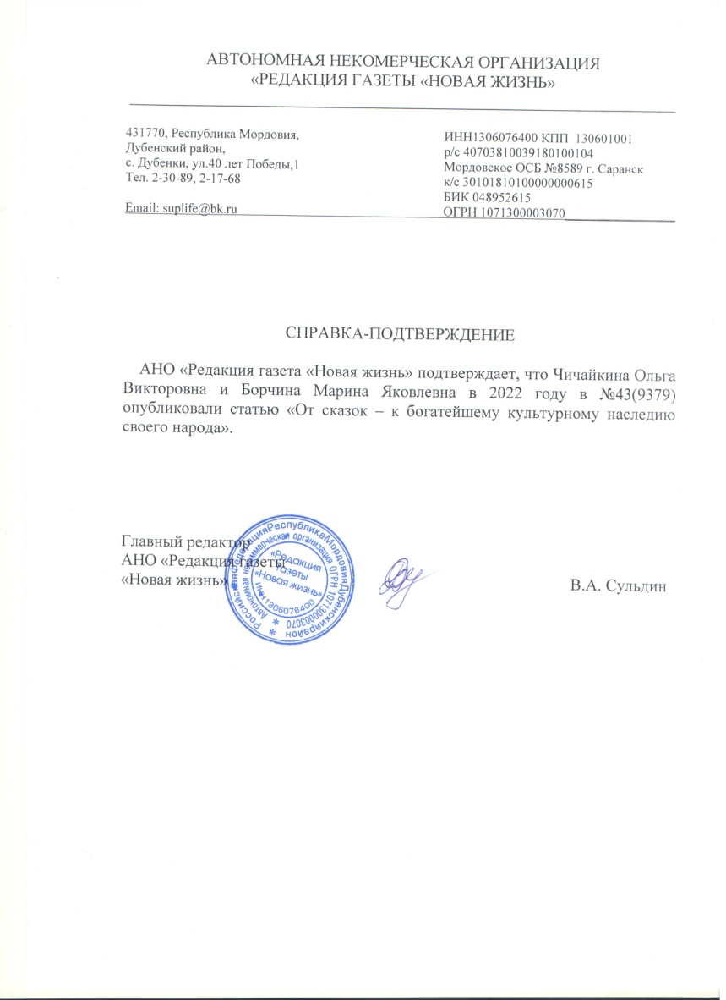 АВТОНОМНАЯ НЕКОМЕРЧЕСКАЯ ОРГАНИЗАЦИЯ
«РЕДАКЦИЯ ГАЗЕТЫ «НОВАЯ ЖИЗНЬ»
431770, Республика Мордовия,
Дубенский район,
с. Дубенки, ул.40 лет Победы,1
Тел. 2-30-89, 2-17-68
Email: suplife@bk.ru
ИНН1306076400 КПП 130601001
р/с 40703810039180100104
Мордовское ОСБ №8589 г. Саранск
к/с 30101810100000000615
БИК 048952615
ОГРН 1071300003070
СПРАВКА-ПОДТВЕРЖДЕНИЕ
АНО «Редакция газета «Новая жизнь» подтверждает, что Чичайкина Ольга
Викторовна и Борчина Марина Яковлевна в 2022 году в №43(9379)
опубликовали статью «От сказок – к богатейшему культурному наследию
своего народа».
Главный редактор
АНО «Редакция газеты
«Новая жизнь»
В.А. Сульдин
Российская Федерация Республика Мордовия Дубенский район
Автономная некоммерческая организация ОГРН 1071300003070
«Редакция
газеты
«Новая жизнь»
ИНН1306076400